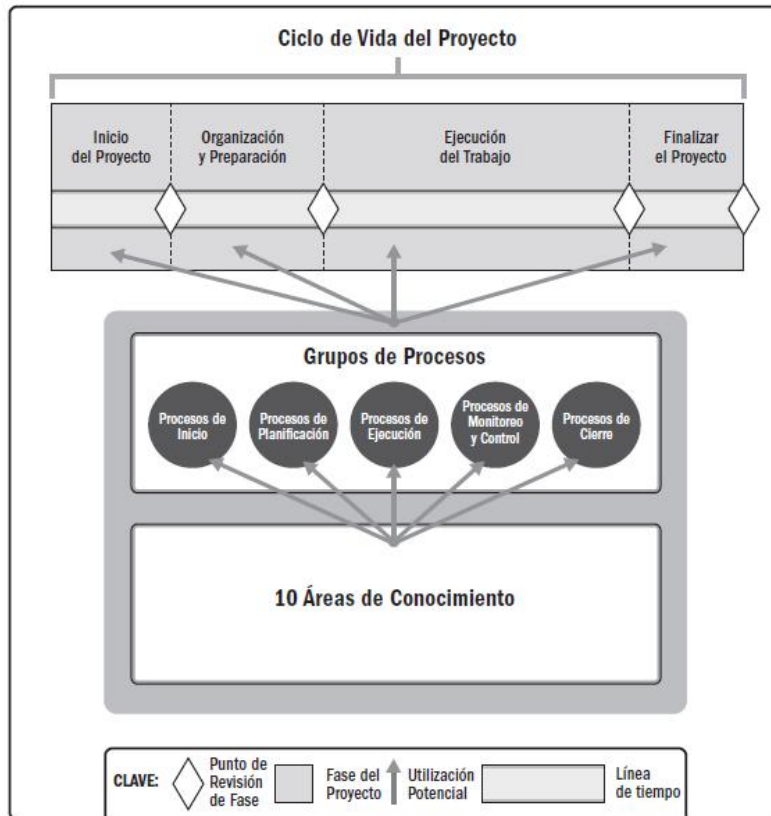 Ciclo de Vida del Proyecto
Inicio
del Proyecto
Organización
y Preparación
Ejecución
del Trabajo
Finalizar
el Proyecto
Grupos de Procesos
Procesos de
Inicio
Procesos de
Planificación
Procesos de
Ejecución
Procesos de
Monitoreo
y Control
Procesos de
Cierre
10 Áreas de Conocimiento
CLAVE:
Punto de
Revisión
de Fase
Fase del
Proyecto
Utilización
Potencial
Línea
de tiempo